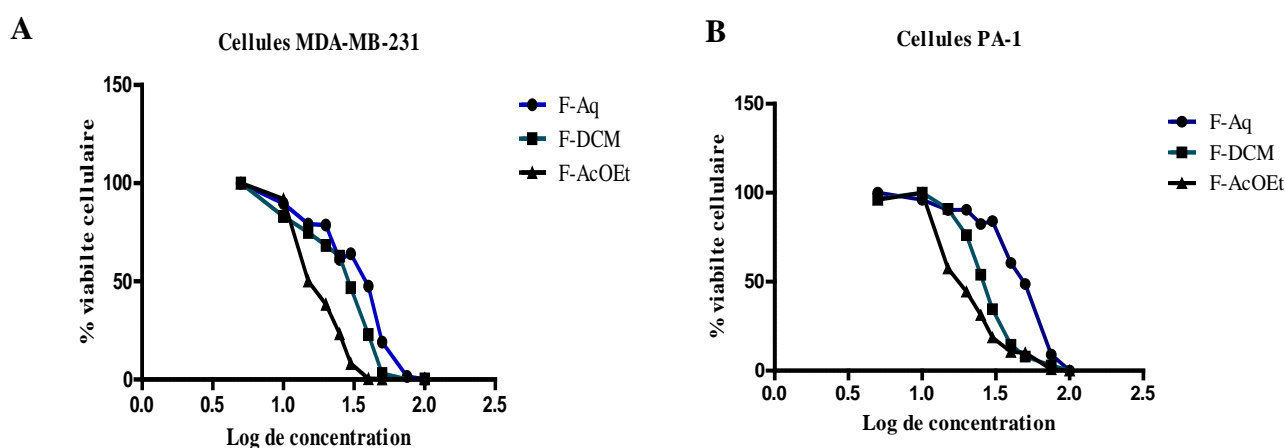 A
Cellules MDA-MB-231
150
100
50
0
0.0 0.5 1.0 1.5 2.0 2.5
% viabilte cellulaire
Log de concentration
F-Aq
F-DCM
F-AcOEt
B
Cellules PA-1
150
100
50
0
0.0 0.5 1.0 1.5 2.0 2.5
% viabilte cellulaire
Log de concentration
F-Aq
F-DCM
F-AcOEt